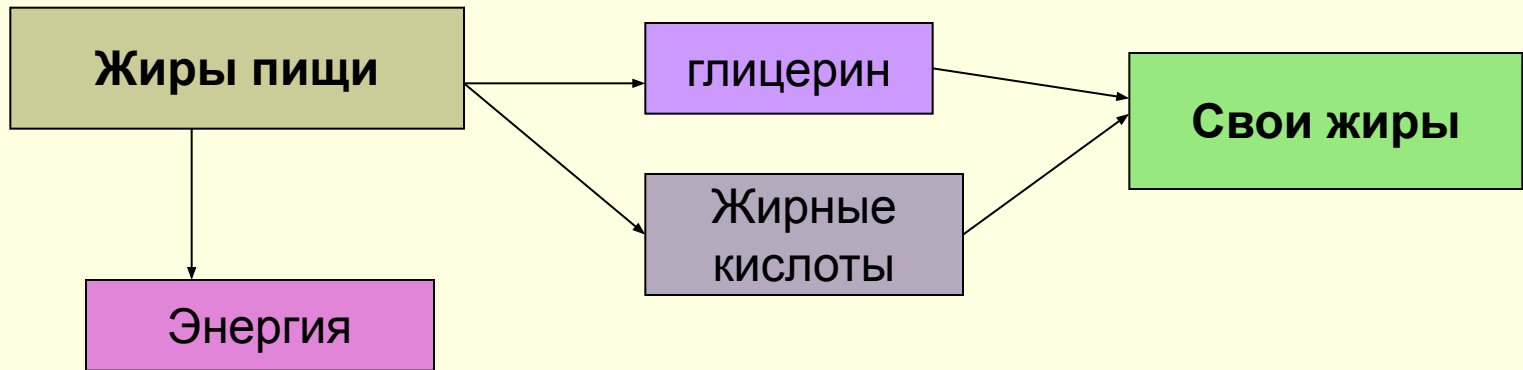 Жиры пищи
глицерин
Свои жиры
Жирные
кислоты
Энергия